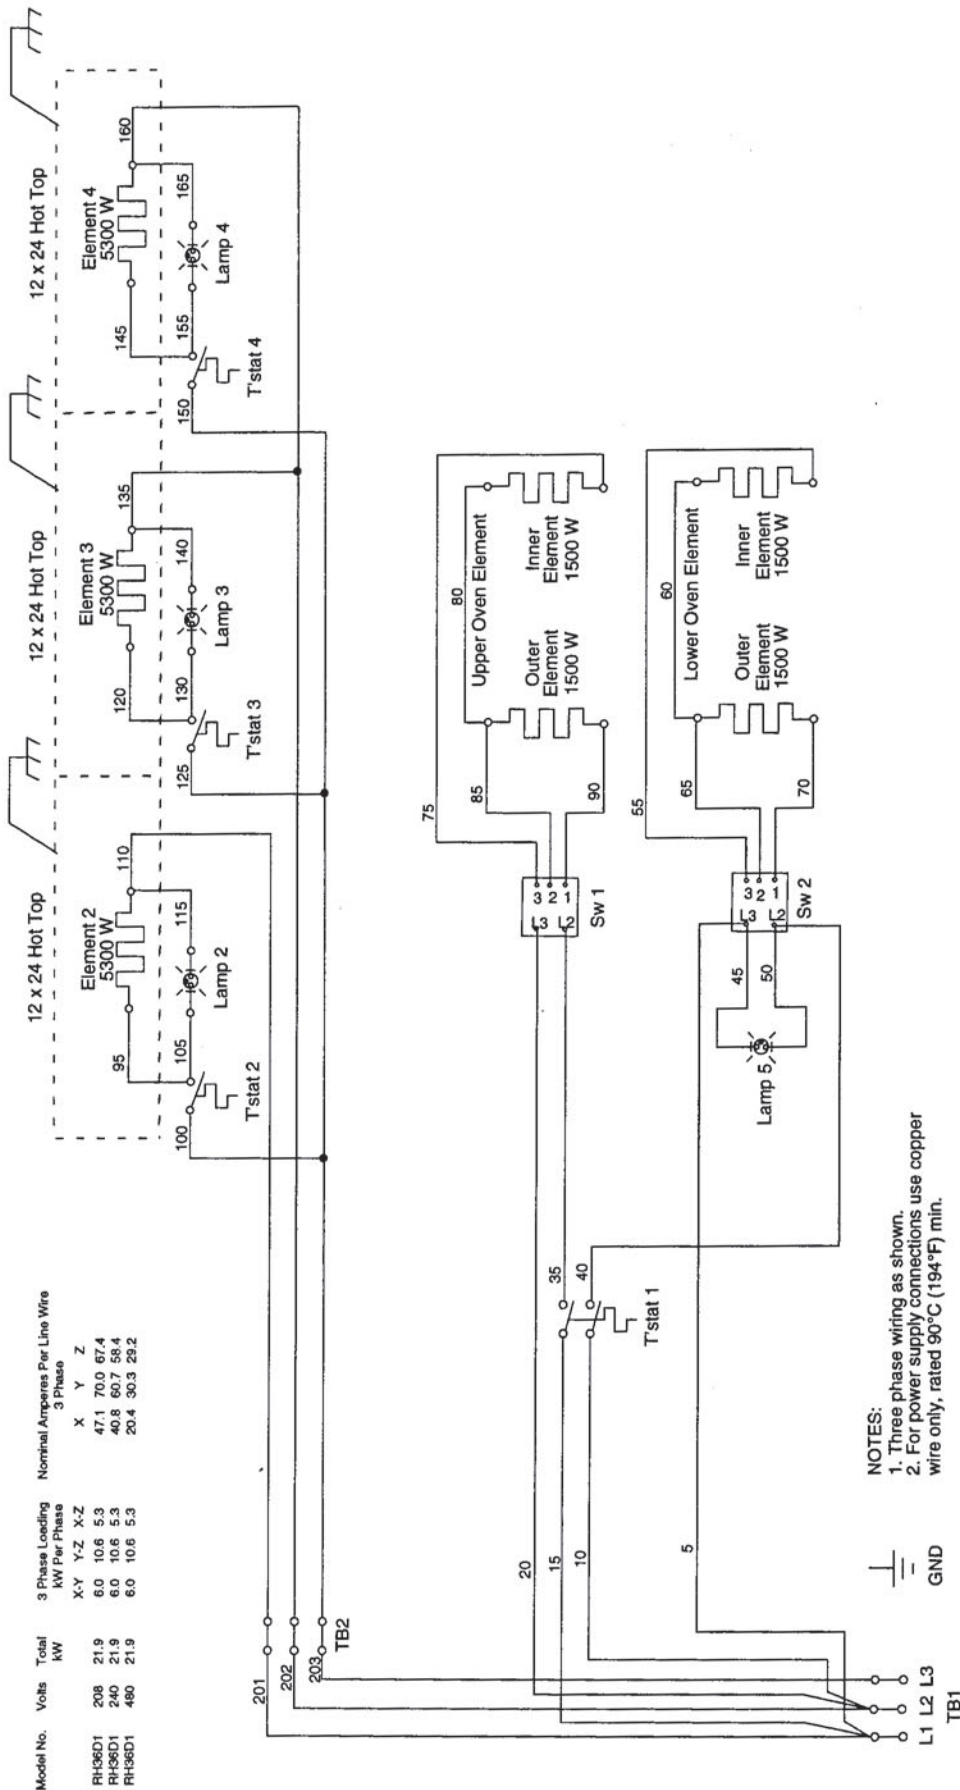 Model No. Volts Total kW 3 Phase Loading kW Per Phase Nominal Amperes Per Line Wire 3 Phase
X-Y Y-Z X-Z X Y Z
RH36D1 208 21.9 6.0 10.6 5.3 47.1 70.0 67.4
RH36D1 240 21.9 6.0 10.6 5.3 40.8 60.7 58.4
RH36D1 480 21.9 6.0 10.6 5.3 20.4 30.3 29.2
12 x 24 Hot Top
12 x 24 Hot Top
12 x 24 Hot Top
Element 2
5300 W
95
110
115
105
100
Lamp 2
T'stat 2
Element 3
5300 W
120
135
140
130
125
Lamp 3
T'stat 3
Element 4
5300 W
145
160
165
155
150
Lamp 4
T'stat 4
201
202
203
TB2
75
80
85
90
Upper Oven Element
Outer
Element
1500 W
Inner
Element
1500 W
3 2 1
L3 L2
Sw 1
55
60
65
70
Lower Oven Element
Outer
Element
1500 W
Inner
Element
1500 W
3 2 1
L3 L2
Sw 2
45
50
Lamp 5
35
40
T'stat 1
20
15
10
5
L1 L2 L3
TB1
GND
NOTES:
1. Three phase wiring as shown.
2. For power supply connections use copper
wire only, rated 90°C (194°F) min.